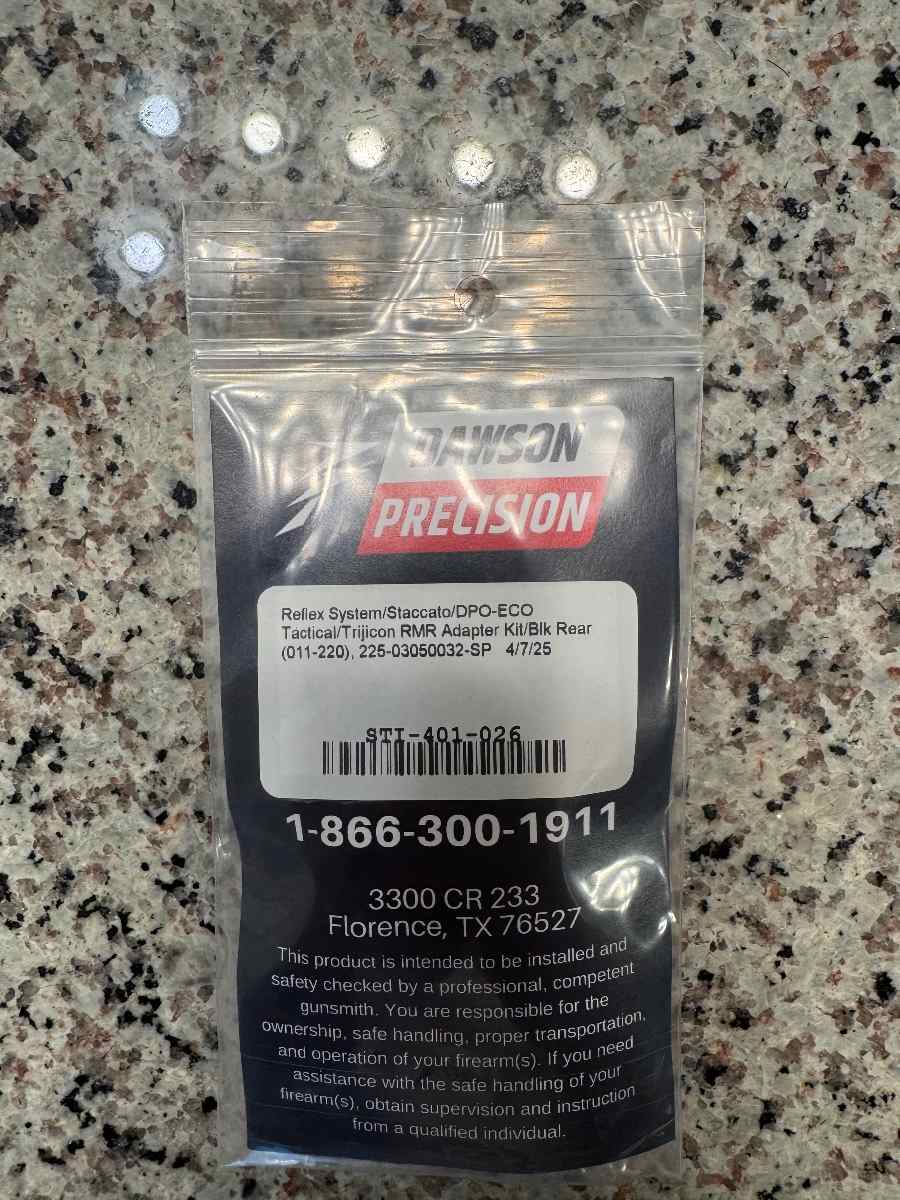 DAWSON
PRECISION
Reflex System/Staccato/DPO-ECO
Tactical/Trijicon RMR Adapter Kit/Blk Rear
(011-220), 225-03050032-SP 4/7/25
STI-401-026
1-866-300-1911
3300 CR 233
Florence, TX 76527
This product is intended to be installed and
safety checked by a professional, competent
gunsmith. You are responsible for the
ownership, safe handling, proper transportation,
and operation of your firearm(s). If you need
assistance with the safe handling of your
firearm(s), obtain supervision and instruction
from a qualified individual.